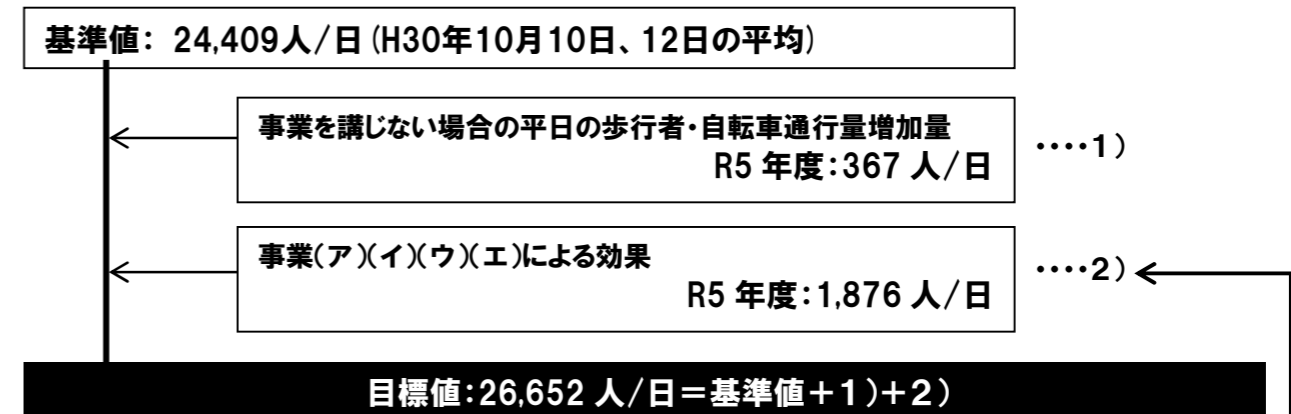 基準値： 24,409人/日(H30年10月10日、12日の平均)
事業を講じない場合の平日の歩行者・自転車通行量増加量
R5 年度：367 人/日
・・・・1）
事業（ア）（イ）（ウ）（エ）による効果
R5 年度：1,876 人/日
・・・・2）
目標値：26,652 人/日＝基準値＋1）＋2）